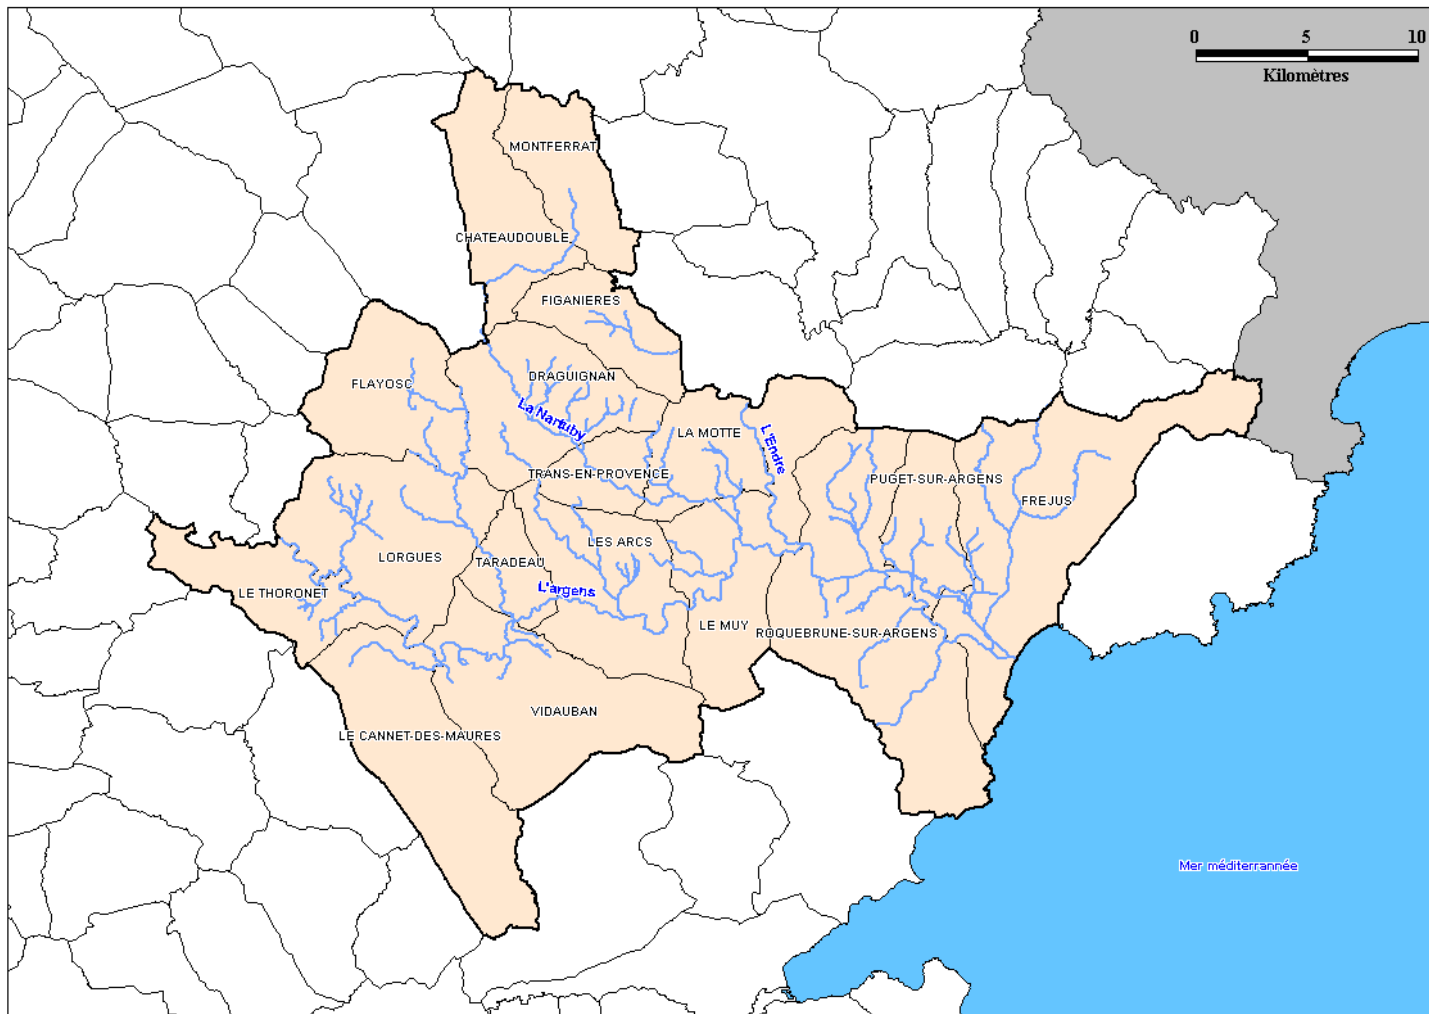 0 5 10
Kilomètres
MONTFERRAT
CHATEAUDOUBLE
FIGANIERES
FLAYOSC
DRAGUIGNAN
La Nartuby
LA MOTTE
L'Endre
TRANS-EN-PROVENCE
PUGET-SUR-ARGENS
FREJUS
LES ARCS
LORGUES
TARADEAU
L'argens
LE THORONET
LE MUY
ROQUEBRUNE-SUR-ARGENS
VIDAUBAN
LE CANNET-DES-MAURES
Mer méditerrannée